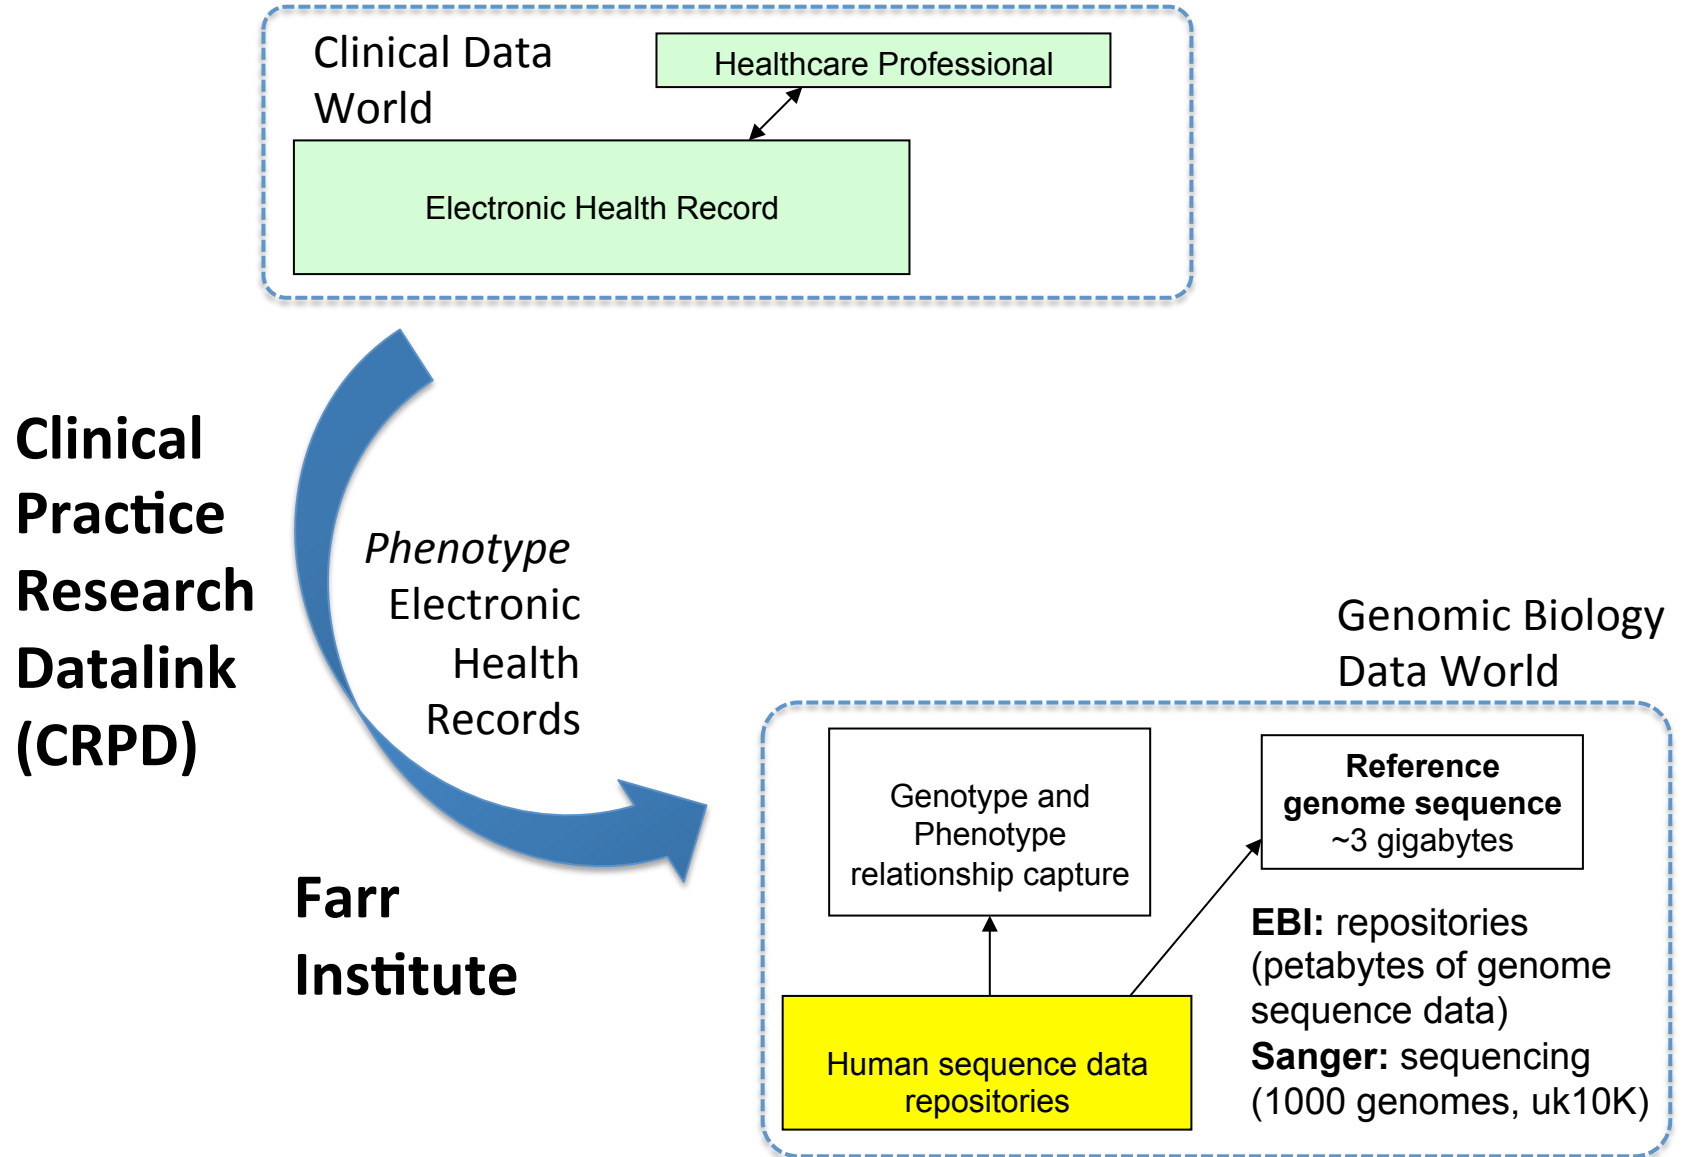 Clinical Data
World
Healthcare Professional
Electronic Health Record
Clinical
Practice
Research
Datalink
(CRPD)
Phenotype
Electronic
Health
Records
Farr
Institute
Genomic Biology
Data World
Genotype and
Phenotype
relationship capture
Reference
genome sequence
~3 gigabytes
Human sequence data
repositories
EBI: repositories
(petabytes of genome
sequence data)
Sanger: sequencing
(1000 genomes, uk10K)